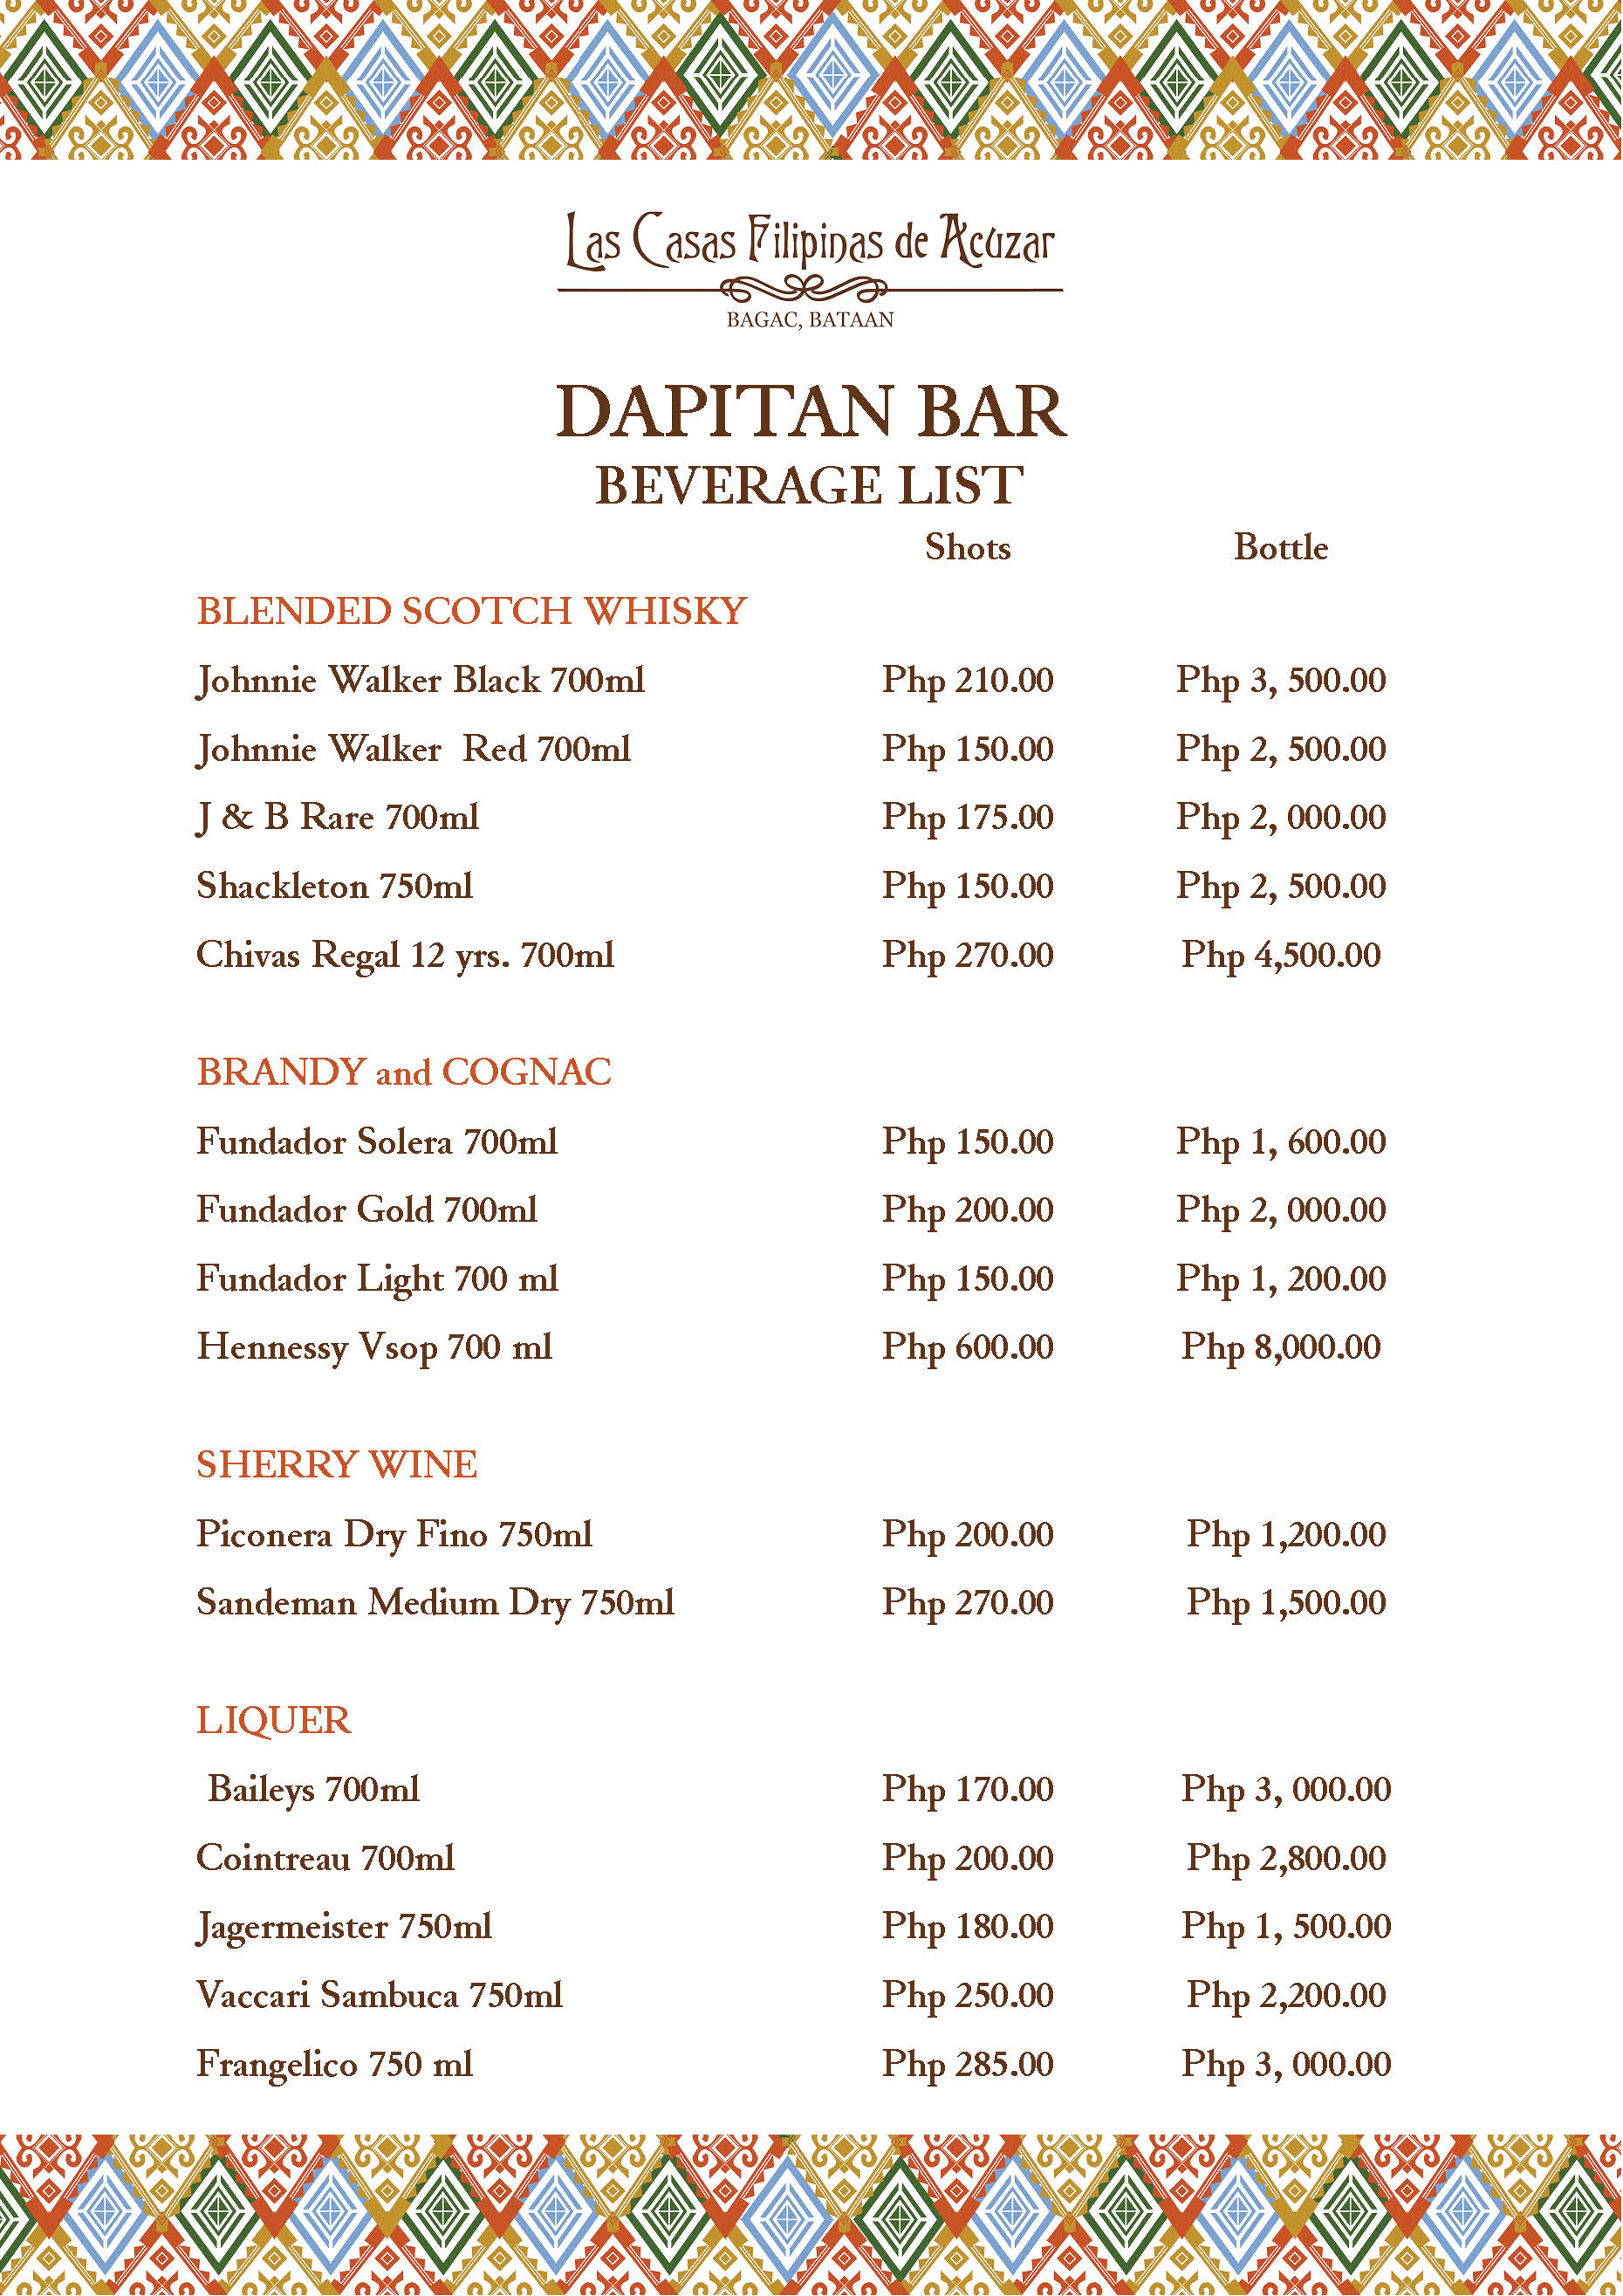 Las Casas Filipinas de Acuzar
BAGAC, BATAAN
DAPITAN BAR
BEVERAGE LIST
Shots Bottle
BLENDED SCOTCH WHISKY
Johnnie Walker Black 700ml Php 210.00 Php 3, 500.00
Johnnie Walker Red 700ml Php 150.00 Php 2, 500.00
J & B Rare 700ml Php 175.00 Php 2, 000.00
Shackleton 750ml Php 150.00 Php 2, 500.00
Chivas Regal 12 yrs. 700ml Php 270.00 Php 4,500.00
BRANDY and COGNAC
Fundador Solera 700ml Php 150.00 Php 1, 600.00
Fundador Gold 700ml Php 200.00 Php 2, 000.00
Fundador Light 700 ml Php 150.00 Php 1, 200.00
Hennessy Vsop 700 ml Php 600.00 Php 8,000.00
SHERRY WINE
Piconera Dry Fino 750ml Php 200.00 Php 1,200.00
Sandeman Medium Dry 750ml Php 270.00 Php 1,500.00
LIQUER
Baileys 700ml Php 170.00 Php 3, 000.00
Cointreau 700ml Php 200.00 Php 2,800.00
Jagermeister 750ml Php 180.00 Php 1, 500.00
Vaccari Sambuca 750ml Php 250.00 Php 2,200.00
Frangelico 750 ml Php 285.00 Php 3, 000.00